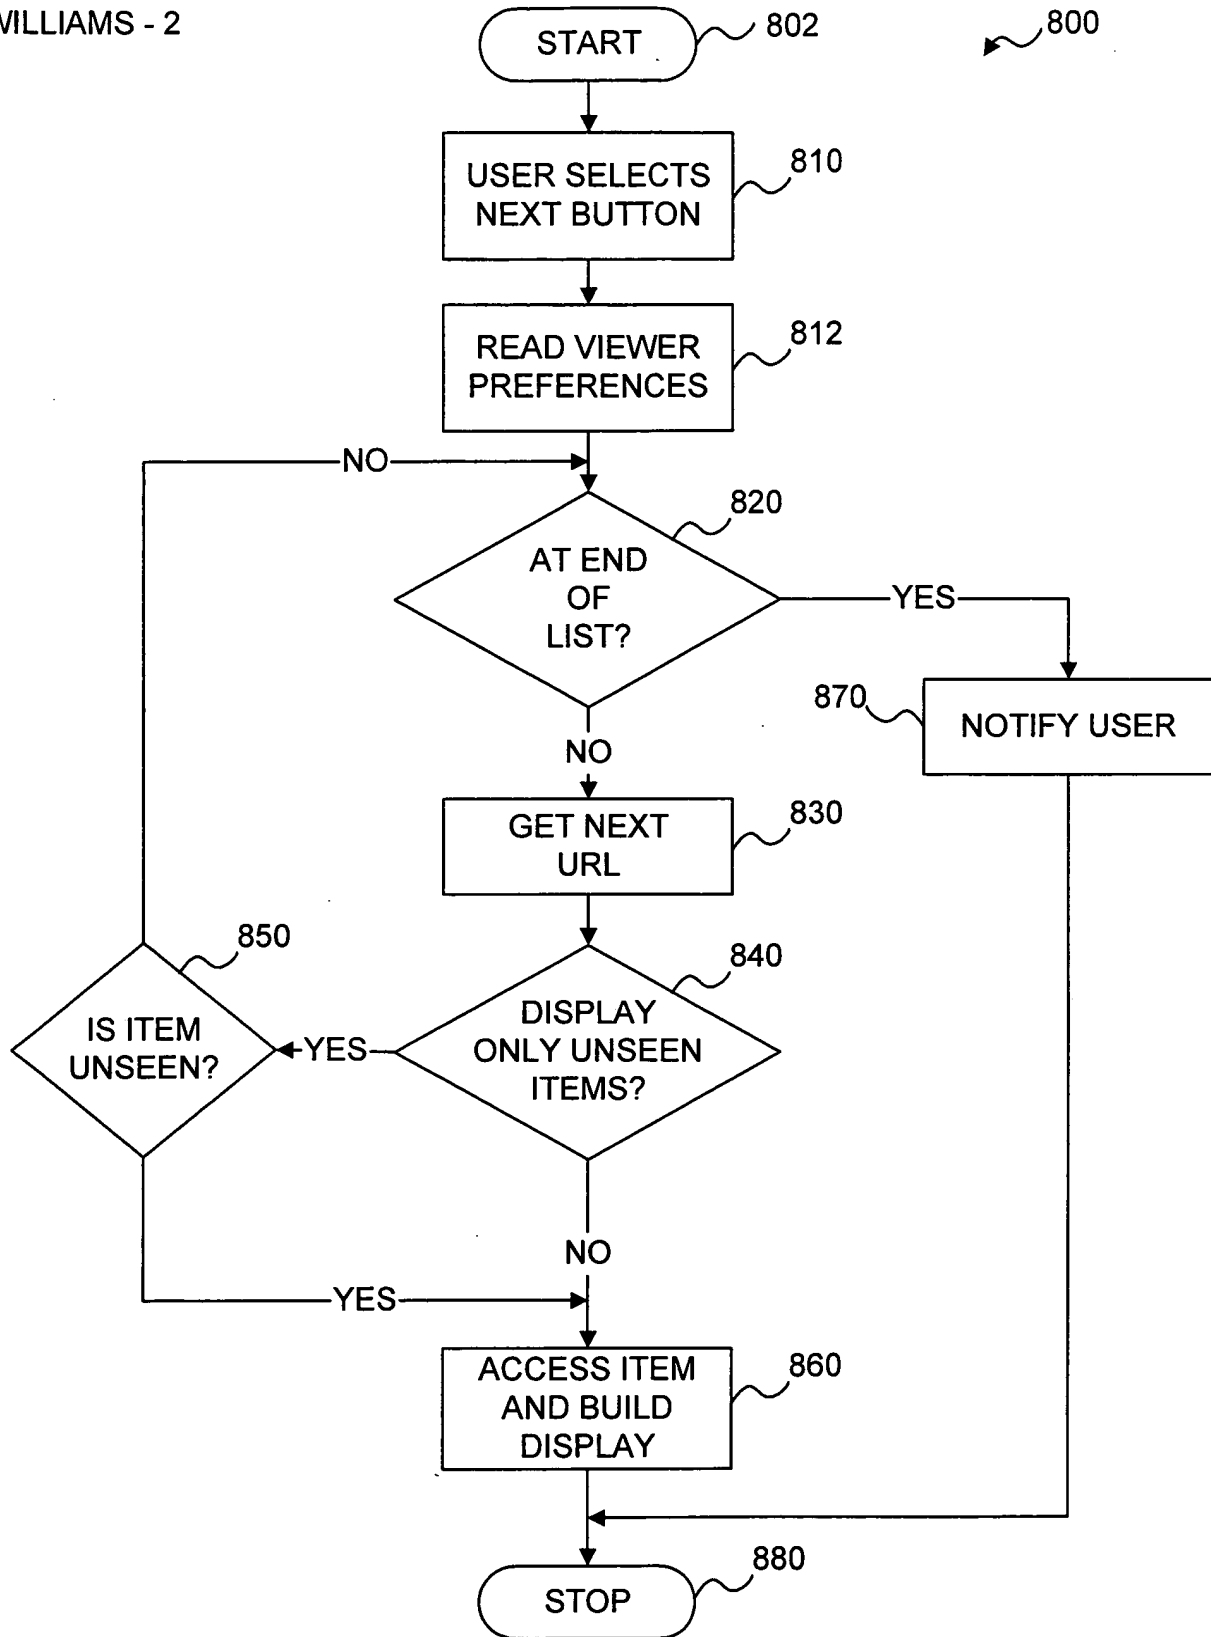 WILLIAMS - 2
START
802
800
USER SELECTS
NEXT BUTTON
810
READ VIEWER
PREFERENCES
812
NO
AT END
OF
LIST?
820
YES
870
NOTIFY USER
NO
GET NEXT
URL
830
850
IS ITEM
UNSEEN?
YES
DISPLAY
ONLY UNSEEN
ITEMS?
840
NO
YES
ACCESS ITEM
AND BUILD
DISPLAY
860
STOP
880